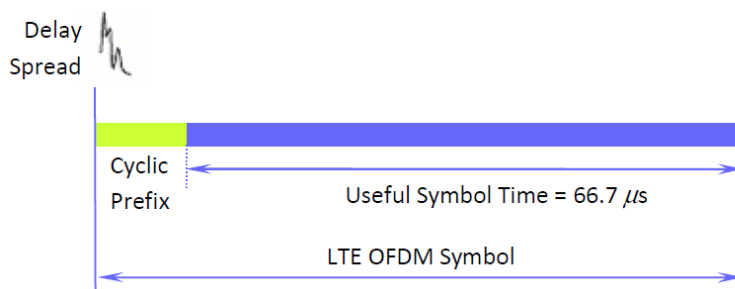 Delay
Spread
Cyclic
Prefix
Useful Symbol Time = 66.7 μs
LTE OFDM Symbol